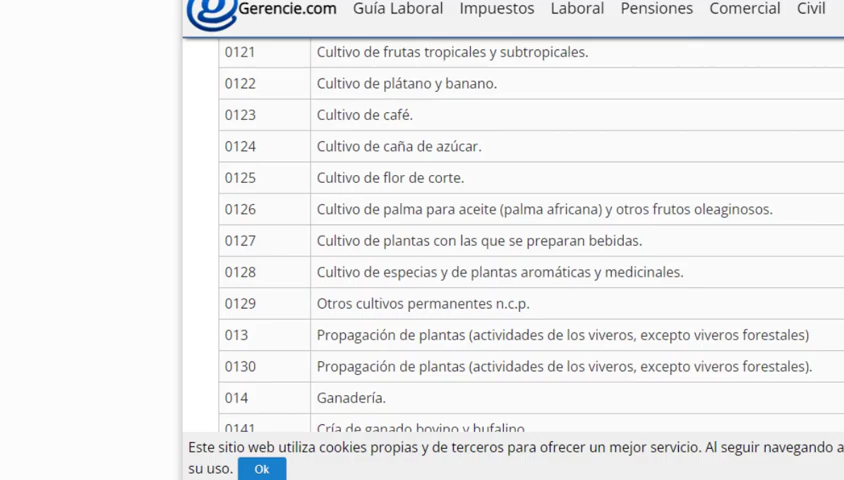 Gerencie.com Guía Laboral Impuestos Laboral Pensiones Comercial Civil
0121 Cultivo de frutas tropicales y subtropicales.
0122 Cultivo de plátano y banano.
0123 Cultivo de café.
0124 Cultivo de caña de azúcar.
0125 Cultivo de flor de corte.
0126 Cultivo de palma para aceite (palma africana) y otros frutos oleaginosos.
0127 Cultivo de plantas con las que se preparan bebidas.
0128 Cultivo de especias y de plantas aromáticas y medicinales.
0129 Otros cultivos permanentes n.c.p.
013 Propagación de plantas (actividades de los viveros, excepto viveros forestales)
0130 Propagación de plantas (actividades de los viveros, excepto viveros forestales).
014 Ganadería.
0141 Cría de ganado bovino y bufalino
Este sitio web utiliza cookies propias y de terceros para ofrecer un mejor servicio. Al seguir navegando a
su uso. Ok